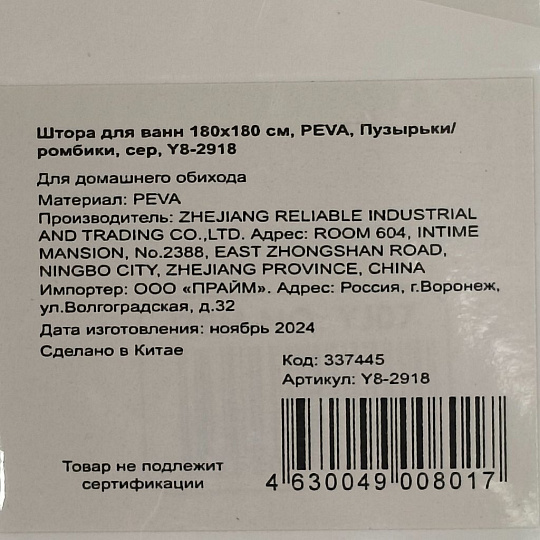 Штора для ванн 180х180 см, PEVA, Пузырьки/
ромбики, сер, Y8-2918
Для домашнего обихода
Материал: PEVA
Производитель: ZHEJIANG RELIABLE INDUSTRIAL
AND TRADING CO.,LTD. Адрес: ROOM 604, INTIME
MANSION, No.2388, EAST ZHONGSHAN ROAD,
NINGBO CITY, ZHEJIANG PROVINCE, CHINA
Импортер: ООО «ПРАЙМ». Адрес: Россия, г.Воронеж,
ул.Волгоградская, д.32
Дата изготовления: ноябрь 2024
Сделано в Китае
Код: 337445
Артикул: Y8-2918
Товар не подлежит
сертификации
4 630049 008017